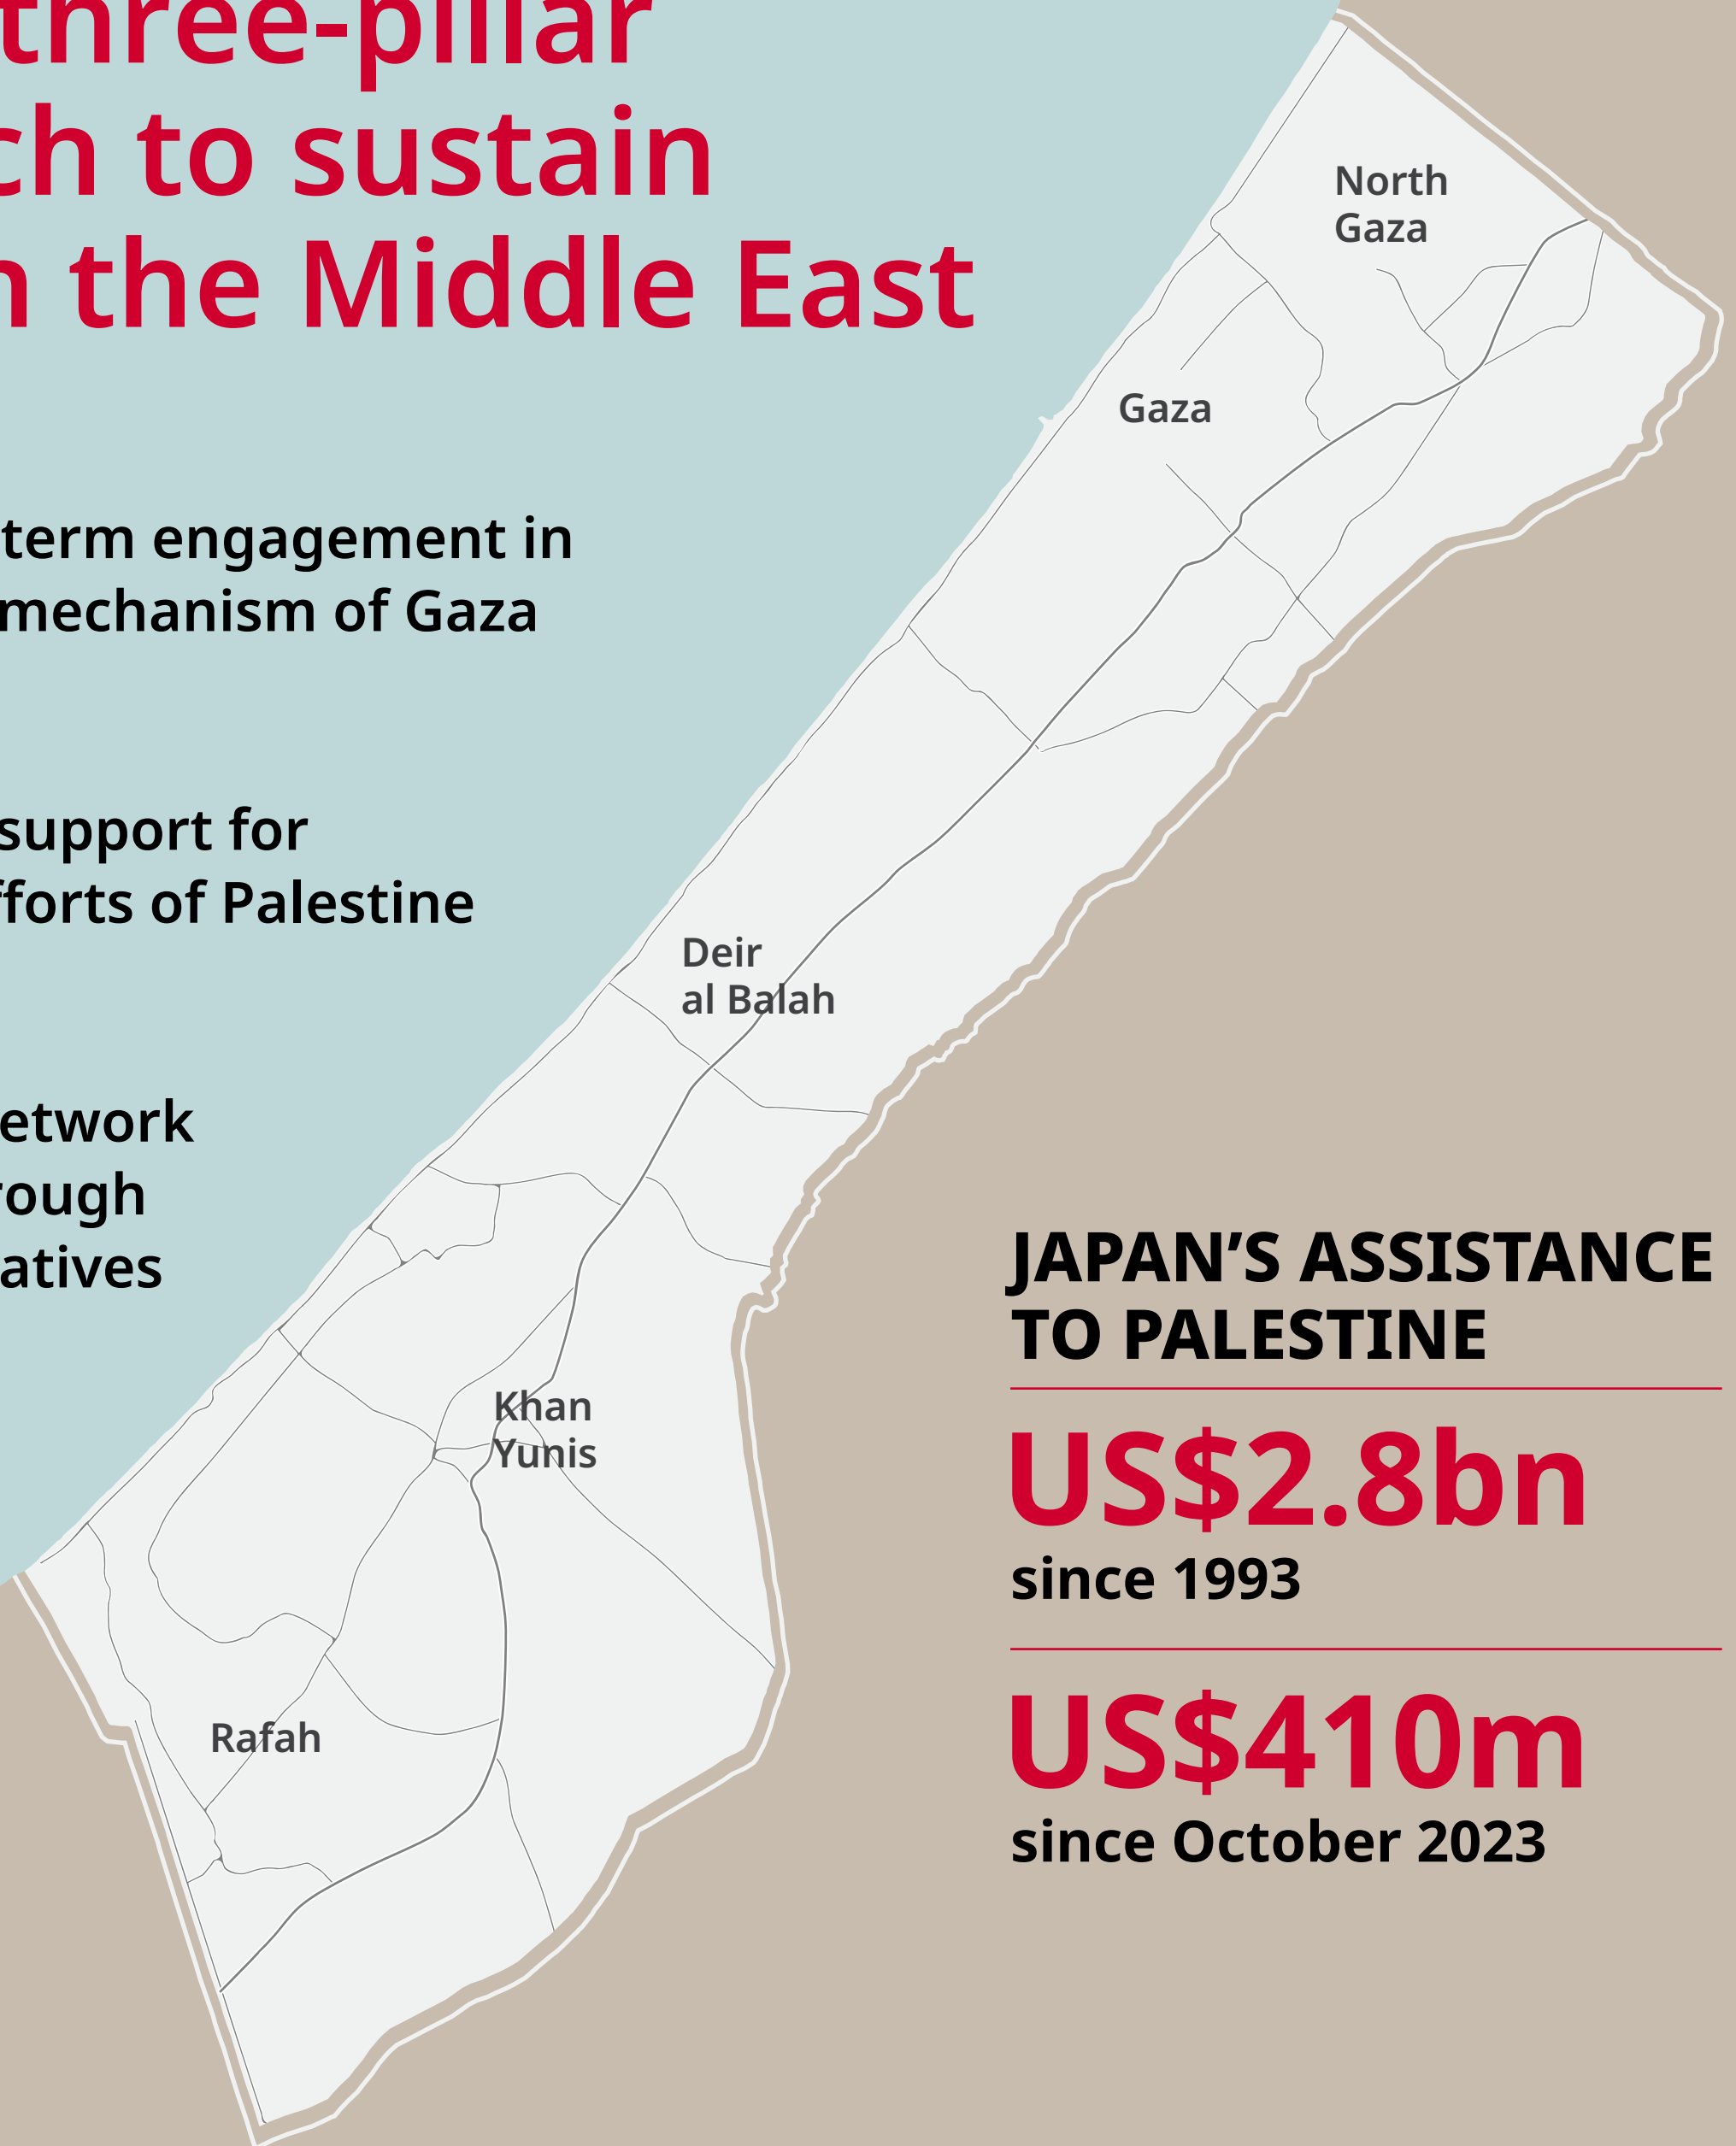 three-pillar
ch to sustain
n the Middle East
term engagement in
mechanism of Gaza
support for
fforts of Palestine
etwork
rough
atives
North
Gaza
Gaza
Deir
al Balah
Khan
Yunis
Rafah
JAPAN’S ASSISTANCE
TO PALESTINE
US$2.8bn
since 1993
US$410m
since October 2023